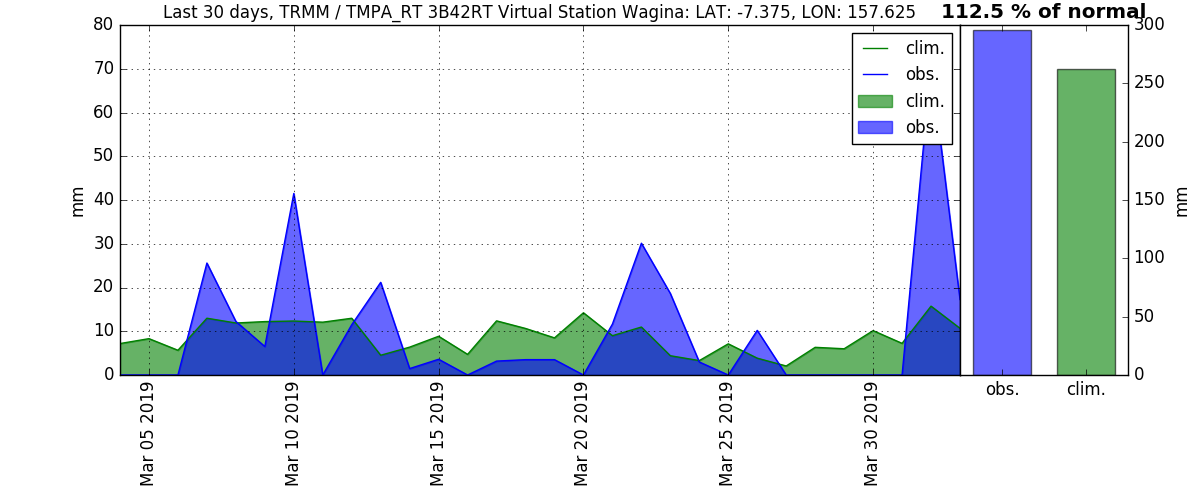 Last 30 days, TRMM / TMPA_RT 3B42RT Virtual Station Wagina: LAT: -7.375, LON: 157.625
112.5 % of normal
80
70
60
50
40
30
20
10
0
mm
clim.
obs.
clim.
obs.
300
250
200
150
100
50
0
mm
obs.
clim.
Mar 05 2019
Mar 10 2019
Mar 15 2019
Mar 20 2019
Mar 25 2019
Mar 30 2019